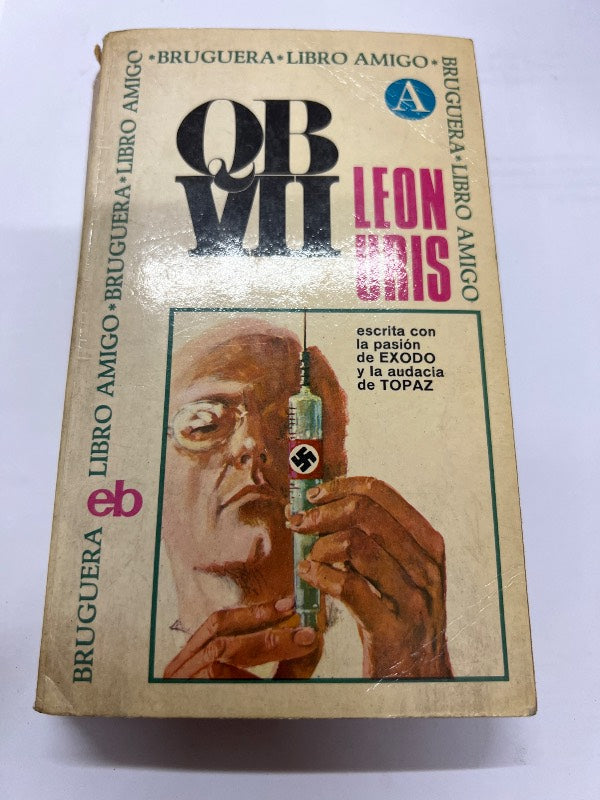 *BRUGUERA*LIBRO AMIGO*
BRUGUERA*LIBRO AMIGO
BRUGUERA LIBRO AMIGO*BRUGUERA*LIBRO AMIGO
A
QB
VII
LEON
URIS
escrita con
la pasión
de EXODO
y la audacia
de TOPAZ
eb